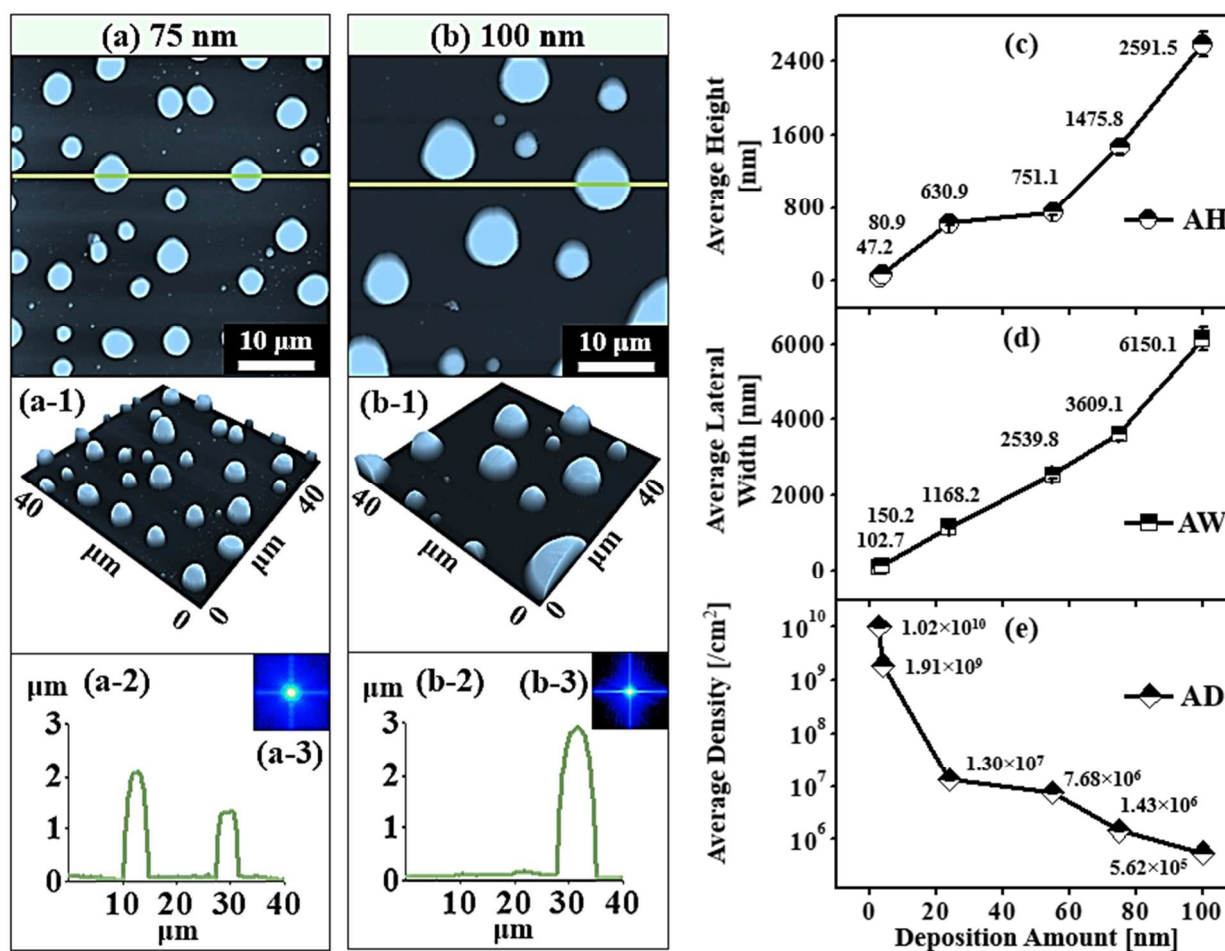 (a) 75 nm
10 µm
(a-1)
40
µm
0
0
µm
40
µm
(a-2)
(a-3)
3
2
1
0
10
20
30
40
µm
(b) 100 nm
10 µm
(b-1)
40
µm
0
0
µm
40
µm
(b-2)
(b-3)
3
2
1
0
10
20
30
40
µm
(c)
Average Height
[nm]
2400
1600
800
0
47.2
80.9
630.9
751.1
1475.8
2591.5
AH
(d)
Average Lateral
Width [nm]
6000
4000
2000
0
102.7
150.2
1168.2
2539.8
3609.1
6150.1
AW
(e)
Average Density [/cm²]
10¹⁰
10⁹
10⁸
10⁷
10⁶
1.02×10¹⁰
1.91×10⁹
1.30×10⁷
7.68×10⁶
1.43×10⁶
5.62×10⁵
AD
0
20
40
60
80
100
Deposition Amount [nm]